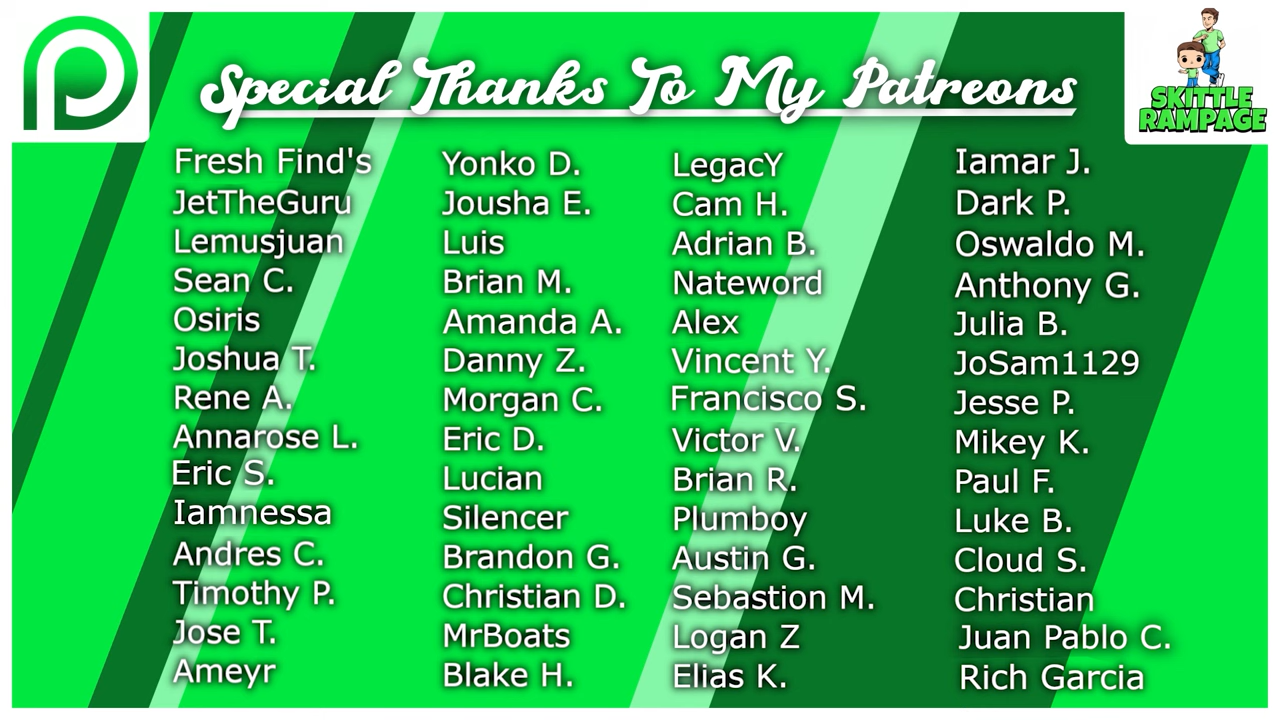 Special Thanks To My Patreons
SKITTLE
RAMPAGE
Fresh Find's
JetTheGuru
Lemusjuan
Sean C.
Osiris
Joshua T.
Rene A.
Annarose L.
Eric S.
Iamnessa
Andres C.
Timothy P.
Jose T.
Ameyr
Yonko D.
Jousha E.
Luis
Brian M.
Amanda A.
Danny Z.
Morgan C.
Eric D.
Lucian
Silencer
Brandon G.
Christian D.
MrBoats
Blake H.
LegacY
Cam H.
Adrian B.
Nateword
Alex
Vincent Y.
Francisco S.
Victor V.
Brian R.
Plumboy
Austin G.
Sebastion M.
Logan Z
Elias K.
Iamar J.
Dark P.
Oswaldo M.
Anthony G.
Julia B.
JoSam1129
Jesse P.
Mikey K.
Paul F.
Luke B.
Cloud S.
Christian
Juan Pablo C.
Rich Garcia